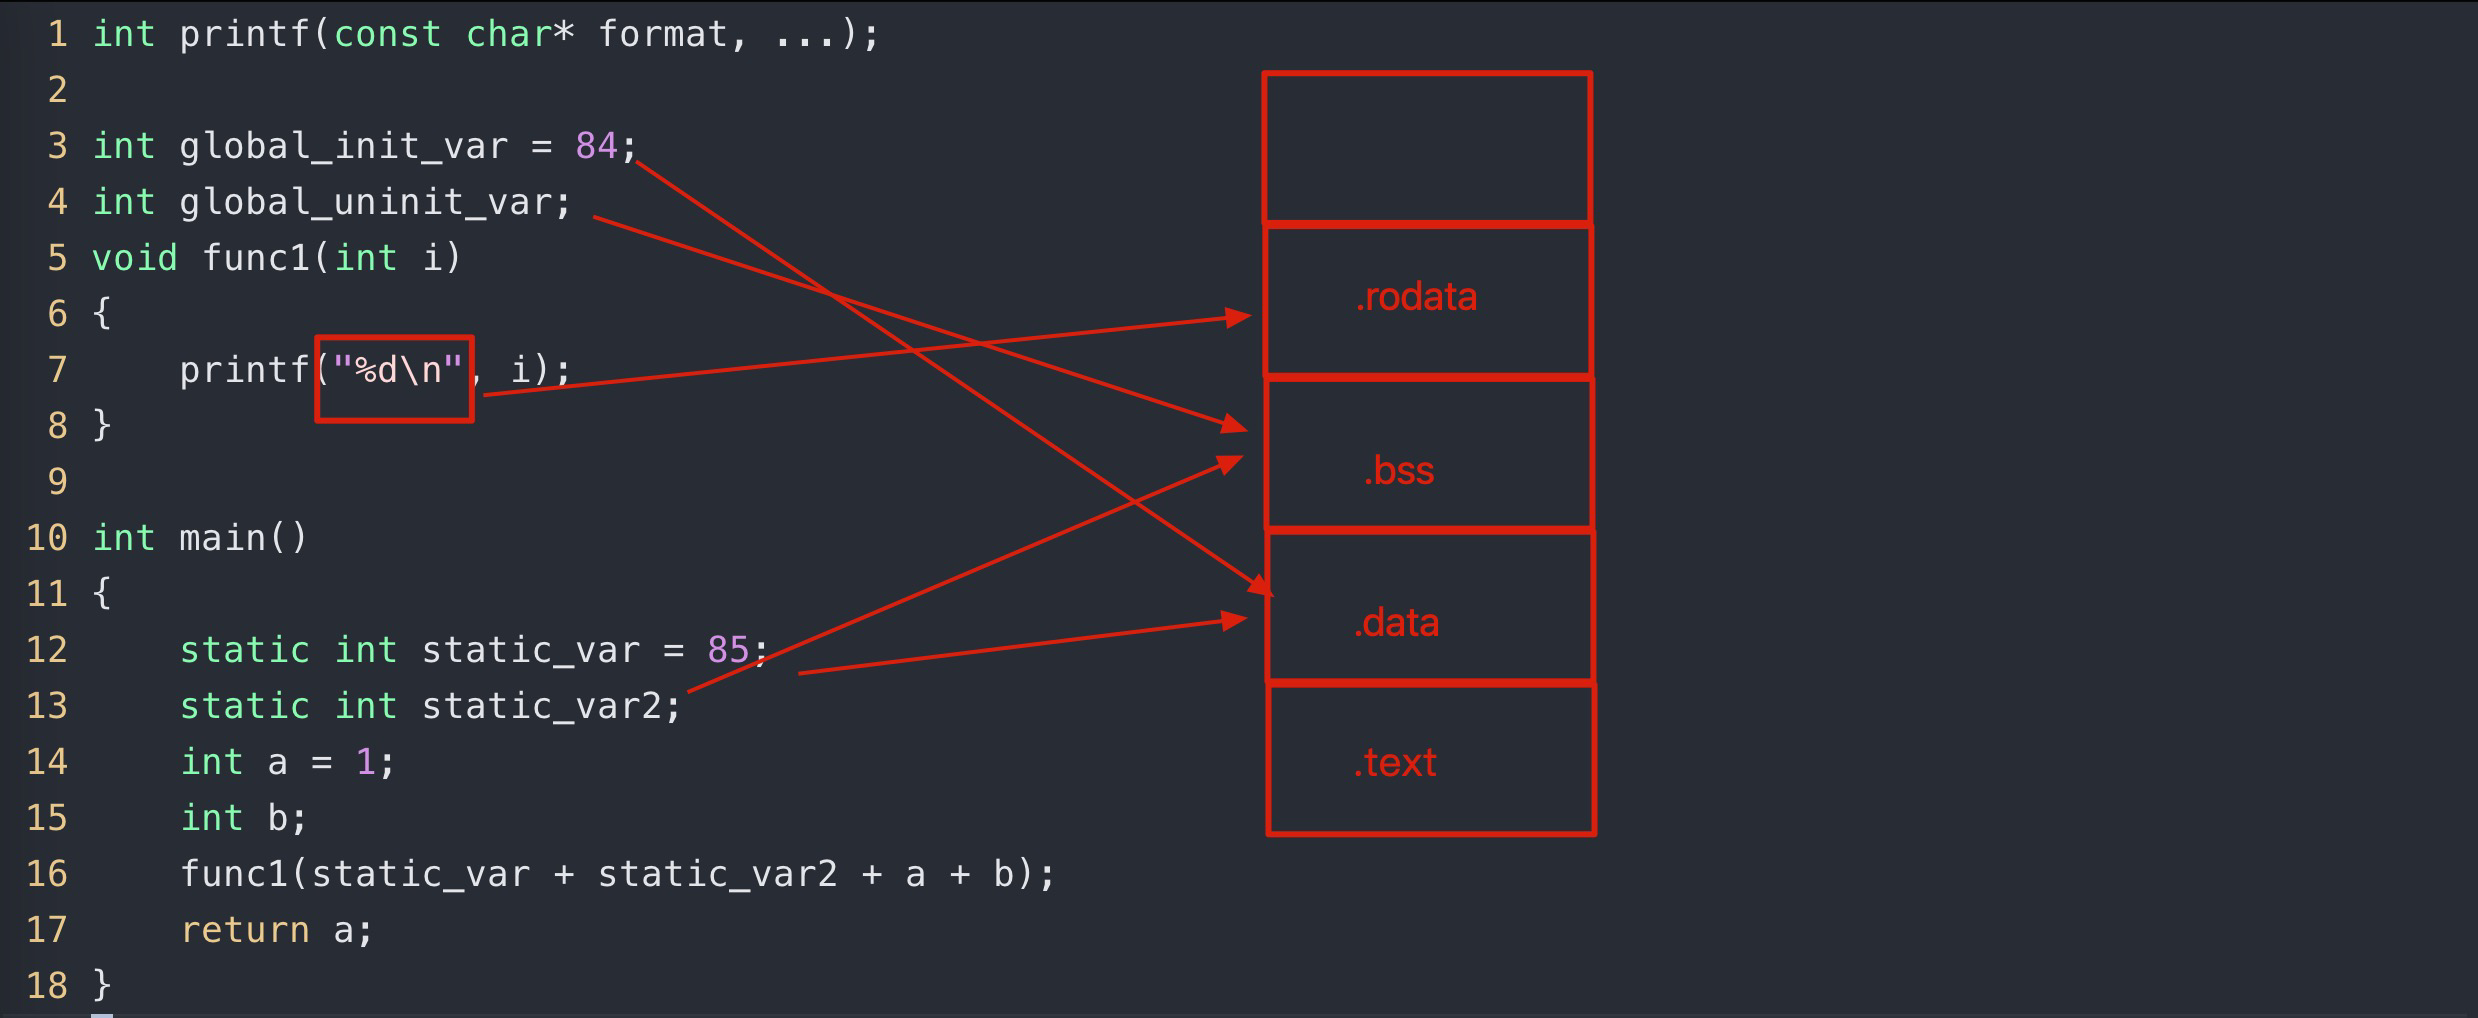 1 int printf(const char* format, ...);
2
3 int global_init_var = 84;
4 int global_uninit_var;
5 void func1(int i)
6 {
7     printf("%d\n", i);
8 }
9
10 int main()
11 {
12     static int static_var = 85;
13     static int static_var2;
14     int a = 1;
15     int b;
16     func1(static_var + static_var2 + a + b);
17     return a;
18 }
.rodata
.bss
.data
.text